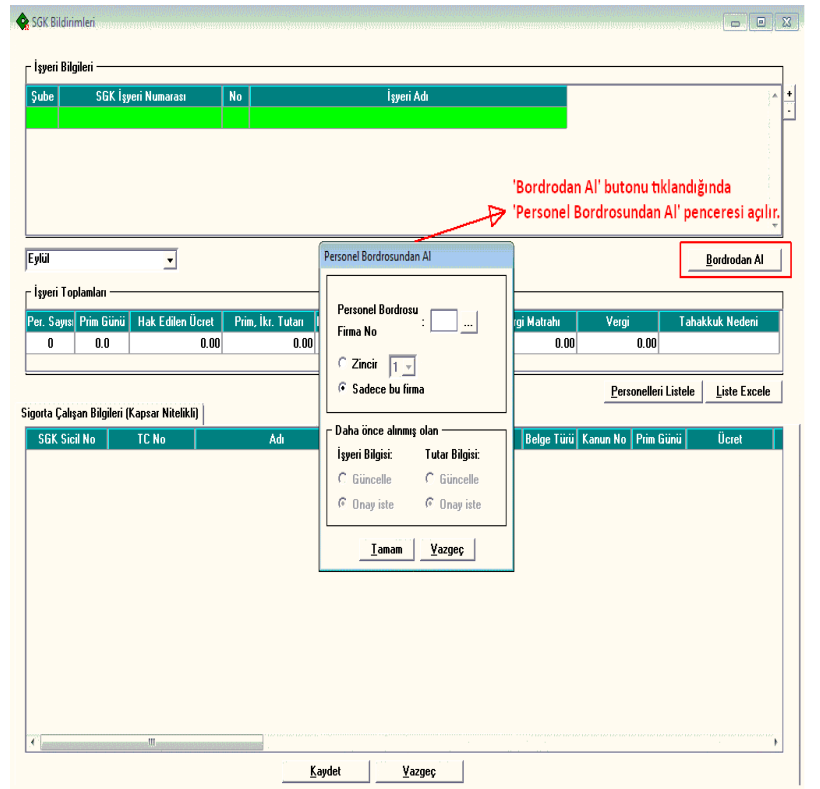 SGK Bildirimleri
İşyeri Bilgileri
Şube SGK İşyeri Numarası No İşyeri Adı
+
-
'Bordrodan Al' butonu tıklandığında
'Personel Bordrosundan Al' penceresi açılır.
Eylül
Bordrodan Al
Personel Bordrosundan Al
Personel Bordrosu
Firma No : ...
Zincir 1
Sadece bu firma
Daha önce alınmış olan
İşyeri Bilgisi: Tutar Bilgisi:
Güncelle Güncelle
Onay iste Onay iste
Tamam Vazgeç
İşyeri Toplamları
Per. Sayısı Prim Günü Hak Edilen Ücret Prim, İkr. Tutarı rgi Matrahı Vergi Tahakkuk Nedeni
0 0.0 0.00 0.00 0.00 0.00
Personelleri Listele Liste Excele
Sigorta Çalışan Bilgileri (Kapsar Nitelikli)
SGK Sicil No TC No Adı Belge Türü Kanun No Prim Günü Ücret
Kaydet Vazgeç